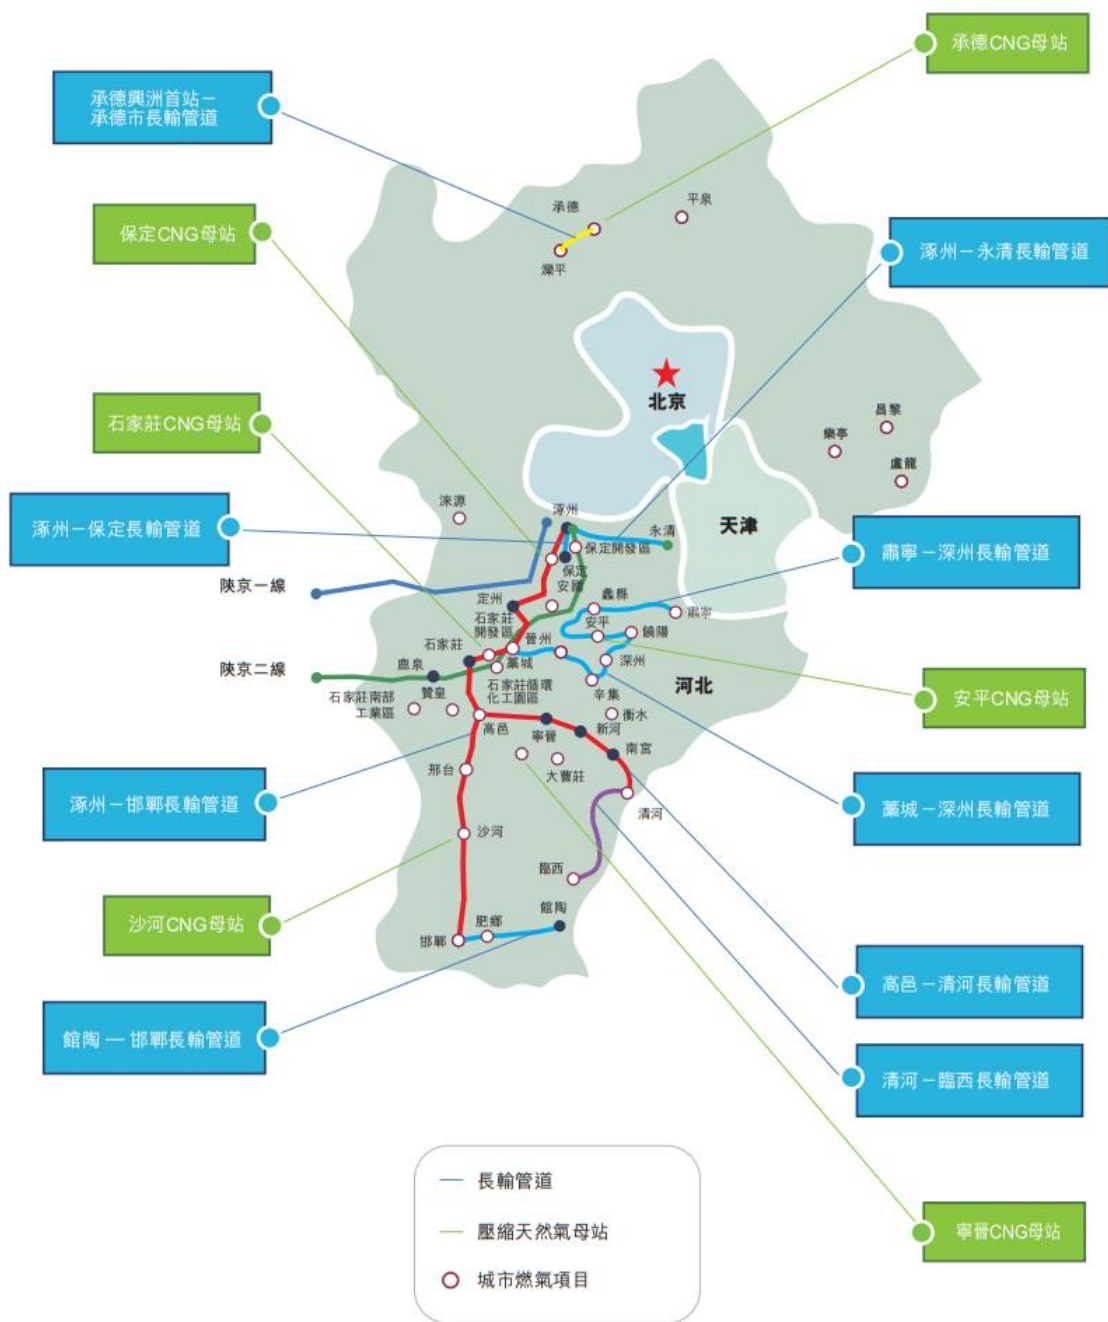 承德CNG母站
承德興洲首站－
承德市長輸管道
平泉
承德
保定CNG母站
灤平
涿州－永清長輸管道
北京
石家莊CNG母站
昌黎
樂亭
盧龍
淶源
涿州
涿州－保定長輸管道
天津
永清
保定開發區
肅寧－深州長輸管道
保定
陝京一線
安國
蠡縣
定州
肅寧
石家莊
開發區
安平
饒陽
石家莊
晉州
陝京二線
鹿泉
藁城
深州
石家莊循環
化工園區
辛集
河北
石家莊南部
工業區
贊皇
安平CNG母站
衡水
高邑
寧晉
新河
南宮
邢台
大曹莊
涿州－邯鄲長輸管道
藁城－深州長輸管道
清河
沙河
臨西
沙河CNG母站
館陶
肥鄉
邯鄲
高邑－清河長輸管道
館陶 — 邯鄲長輸管道
清河－臨西長輸管道
長輸管道
壓縮天然氣母站
寧晉CNG母站
城市燃氣項目